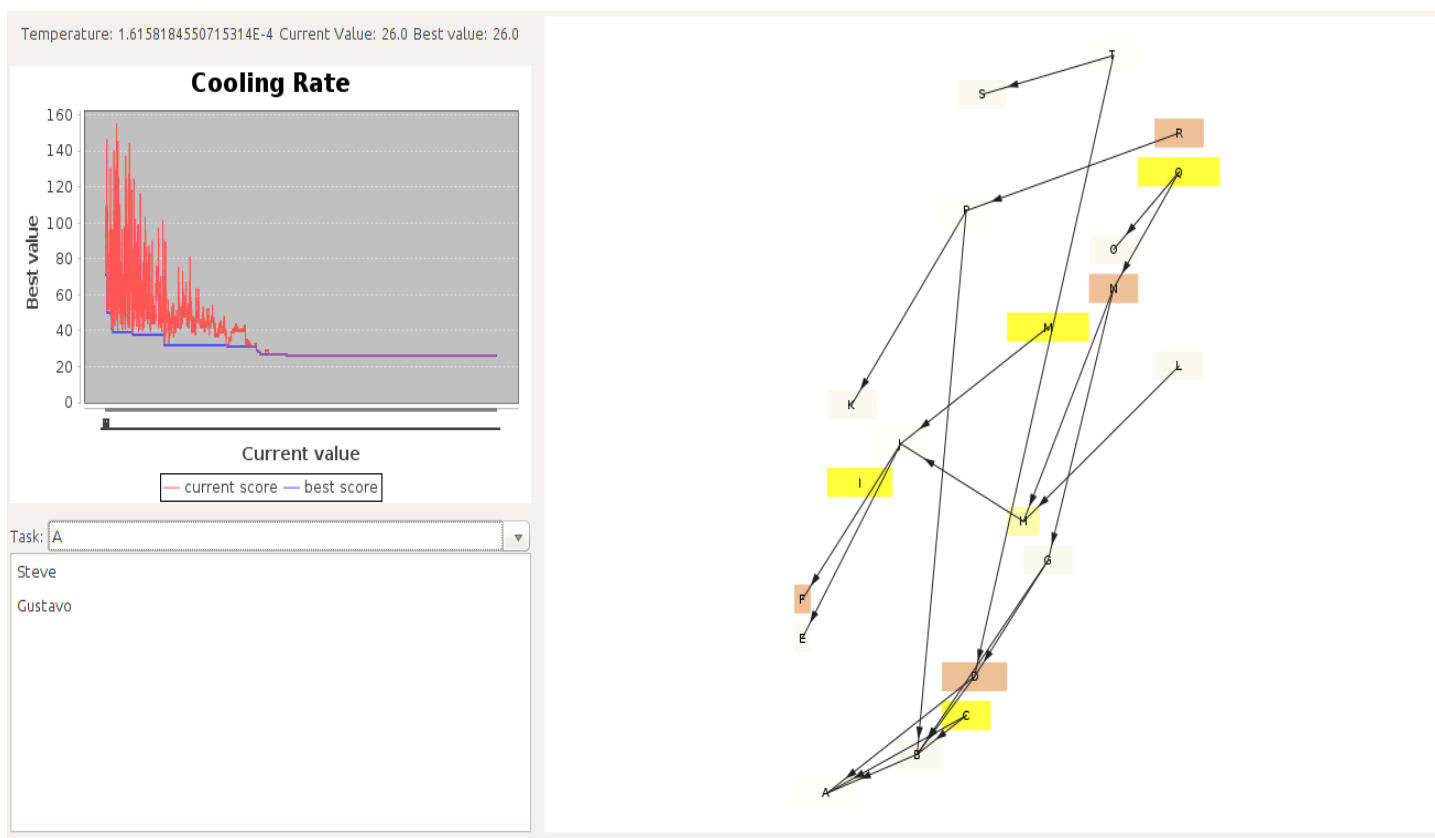 Temperature: 1.6158184550715314E-4 Current Value: 26.0 Best value: 26.0
Cooling Rate
Best value
160
140
120
100
80
60
40
20
0
Current value
current score
best score
Task: A
Steve
Gustavo
T
S
R
Q
P
O
N
M
L
K
J
I
H
G
F
E
D
C
B
A